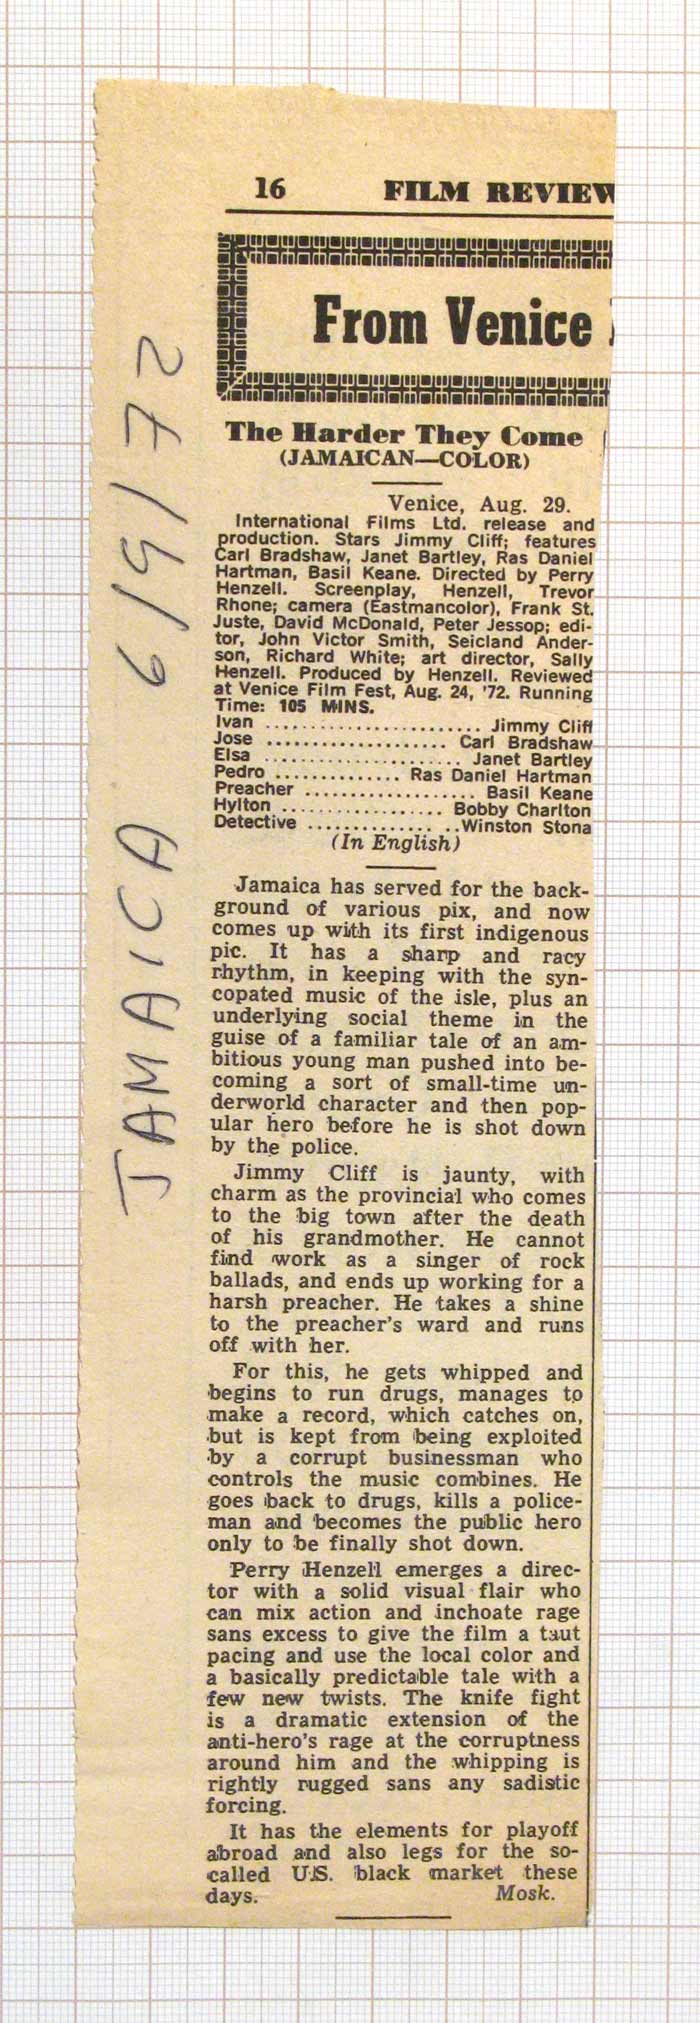 16 FILM REVIEW
From Venice
The Harder They Come
(JAMAICAN—COLOR)
Venice, Aug. 29.
International Films Ltd. release and
production. Stars Jimmy Cliff; features
Carl Bradshaw, Janet Bartley, Ras Daniel
Hartman, Basil Keane. Directed by Perry
Henzell. Screenplay, Henzell, Trevor
Rhone; camera (Eastmancolor), Frank St.
Juste, David McDonald, Peter Jessop; edi-
tor, John Victor Smith, Seicland Ander-
son, Richard White; art director, Sally
Henzell. Produced by Henzell. Reviewed
at Venice Film Fest, Aug. 24, '72. Running
Time: 105 MINS.
Ivan ........................ Jimmy Cliff
Jose .................... Carl Bradshaw
Elsa ...................... Janet Bartley
Pedro .............. Ras Daniel Hartman
Preacher ................... Basil Keane
Hylton .................. Bobby Charlton
Detective .................Winston Stona
(In English)
Jamaica has served for the back-
ground of various pix, and now
comes up with its first indigenous
pic. It has a sharp and racy
rhythm, in keeping with the syn-
copated music of the isle, plus an
underlying social theme in the
guise of a familiar tale of an am-
bitious young man pushed into be-
coming a sort of small-time un-
derworld character and then pop-
ular hero before he is shot down
by the police.
Jimmy Cliff is jaunty, with
charm as the provincial who comes
to the big town after the death
of his grandmother. He cannot
find work as a singer of rock
ballads, and ends up working for a
harsh preacher. He takes a shine
to the preacher's ward and runs
off with her.
For this, he gets whipped and
begins to run drugs, manages to
make a record, which catches on,
but is kept from being exploited
by a corrupt businessman who
controls the music combines. He
goes back to drugs, kills a police-
man and becomes the public hero
only to be finally shot down.
Perry Henzell emerges a direc-
tor with a solid visual flair who
can mix action and inchoate rage
sans excess to give the film a taut
pacing and use the local color and
a basically predictable tale with a
few new twists. The knife fight
is a dramatic extension of the
anti-hero's rage at the corruptness
around him and the whipping is
rightly rugged sans any sadistic
forcing.
It has the elements for playoff
abroad and also legs for the so-
called U.S. black market these
days. Mosk.
JAMAICA 6/9/72